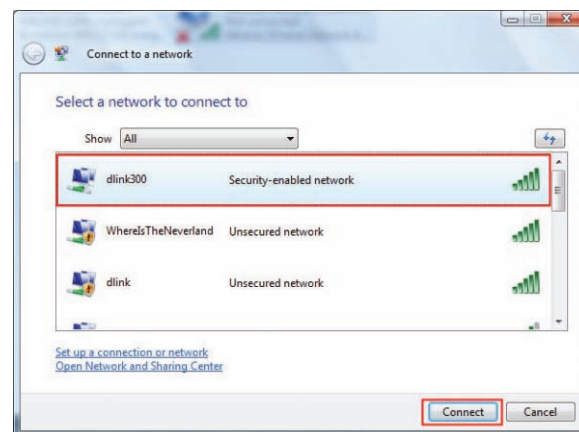 Connect to a network
Select a network to connect to
Show All
dlink300 Security-enabled network
WhereIsTheNeverland Unsecured network
dlink Unsecured network
Set up a connection or network
Open Network and Sharing Center
Connect Cancel